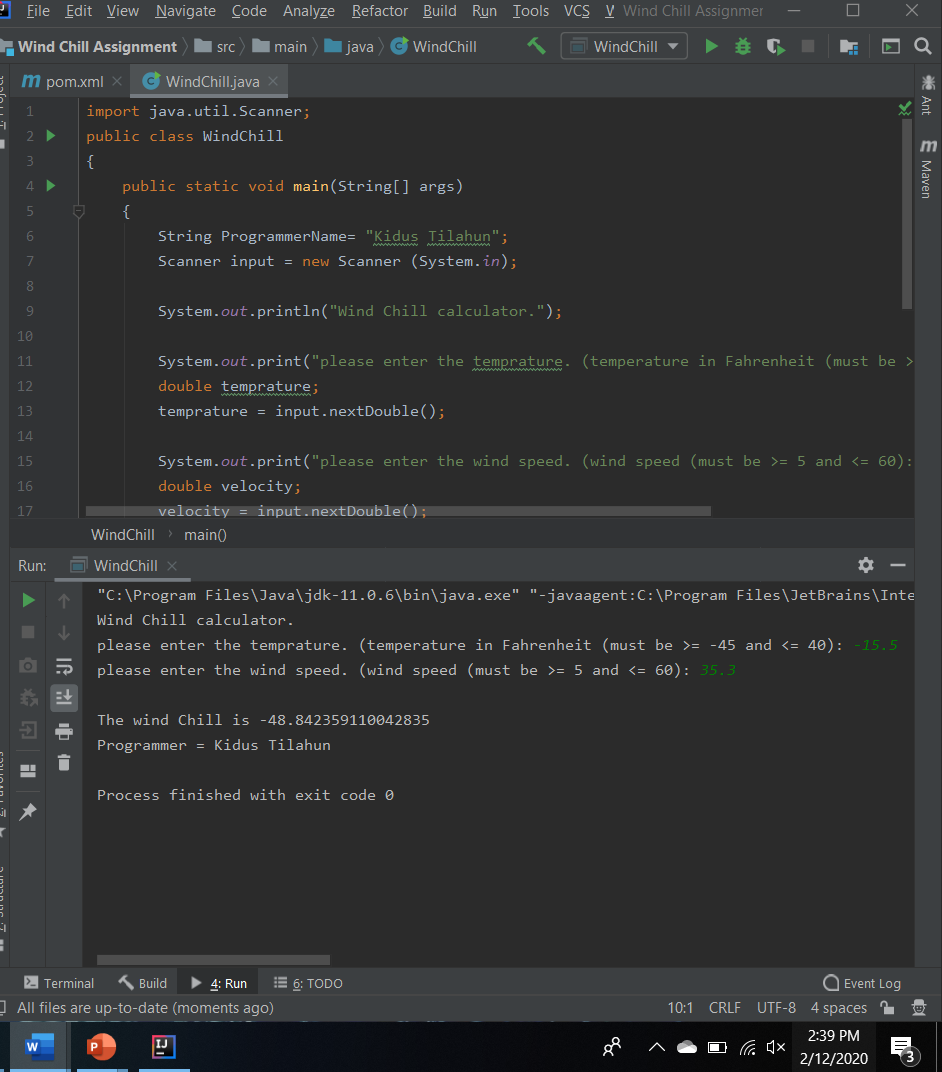 File Edit View Navigate Code Analyze Refactor Build Run Tools VCS V Wind Chill Assignmer
Wind Chill Assignment src main java WindChill WindChill
pom.xml WindChill.java
Ant
Maven
1 import java.util.Scanner;
2 public class WindChill
3 {
4 public static void main(String[] args)
5 {
6 String ProgrammerName= "Kidus Tilahun";
7 Scanner input = new Scanner (System.in);
8
9 System.out.println("Wind Chill calculator.");
10
11 System.out.print("please enter the temprature. (temperature in Fahrenheit (must be >
12 double temprature;
13 temprature = input.nextDouble();
14
15 System.out.print("please enter the wind speed. (wind speed (must be >= 5 and <= 60):
16 double velocity;
17 velocity = input.nextDouble();
WindChill main()
Run: WindChill
"C:\Program Files\Java\jdk-11.0.6\bin\java.exe" "-javaagent:C:\Program Files\JetBrains\Inte
Wind Chill calculator.
please enter the temprature. (temperature in Fahrenheit (must be >= -45 and <= 40): -15.5
please enter the wind speed. (wind speed (must be >= 5 and <= 60): 35.3
The wind Chill is -48.842359110042835
Programmer = Kidus Tilahun
Process finished with exit code 0
Terminal Build 4: Run 6: TODO Event Log
All files are up-to-date (moments ago) 10:1 CRLF UTF-8 4 spaces
2:39 PM
2/12/2020
3